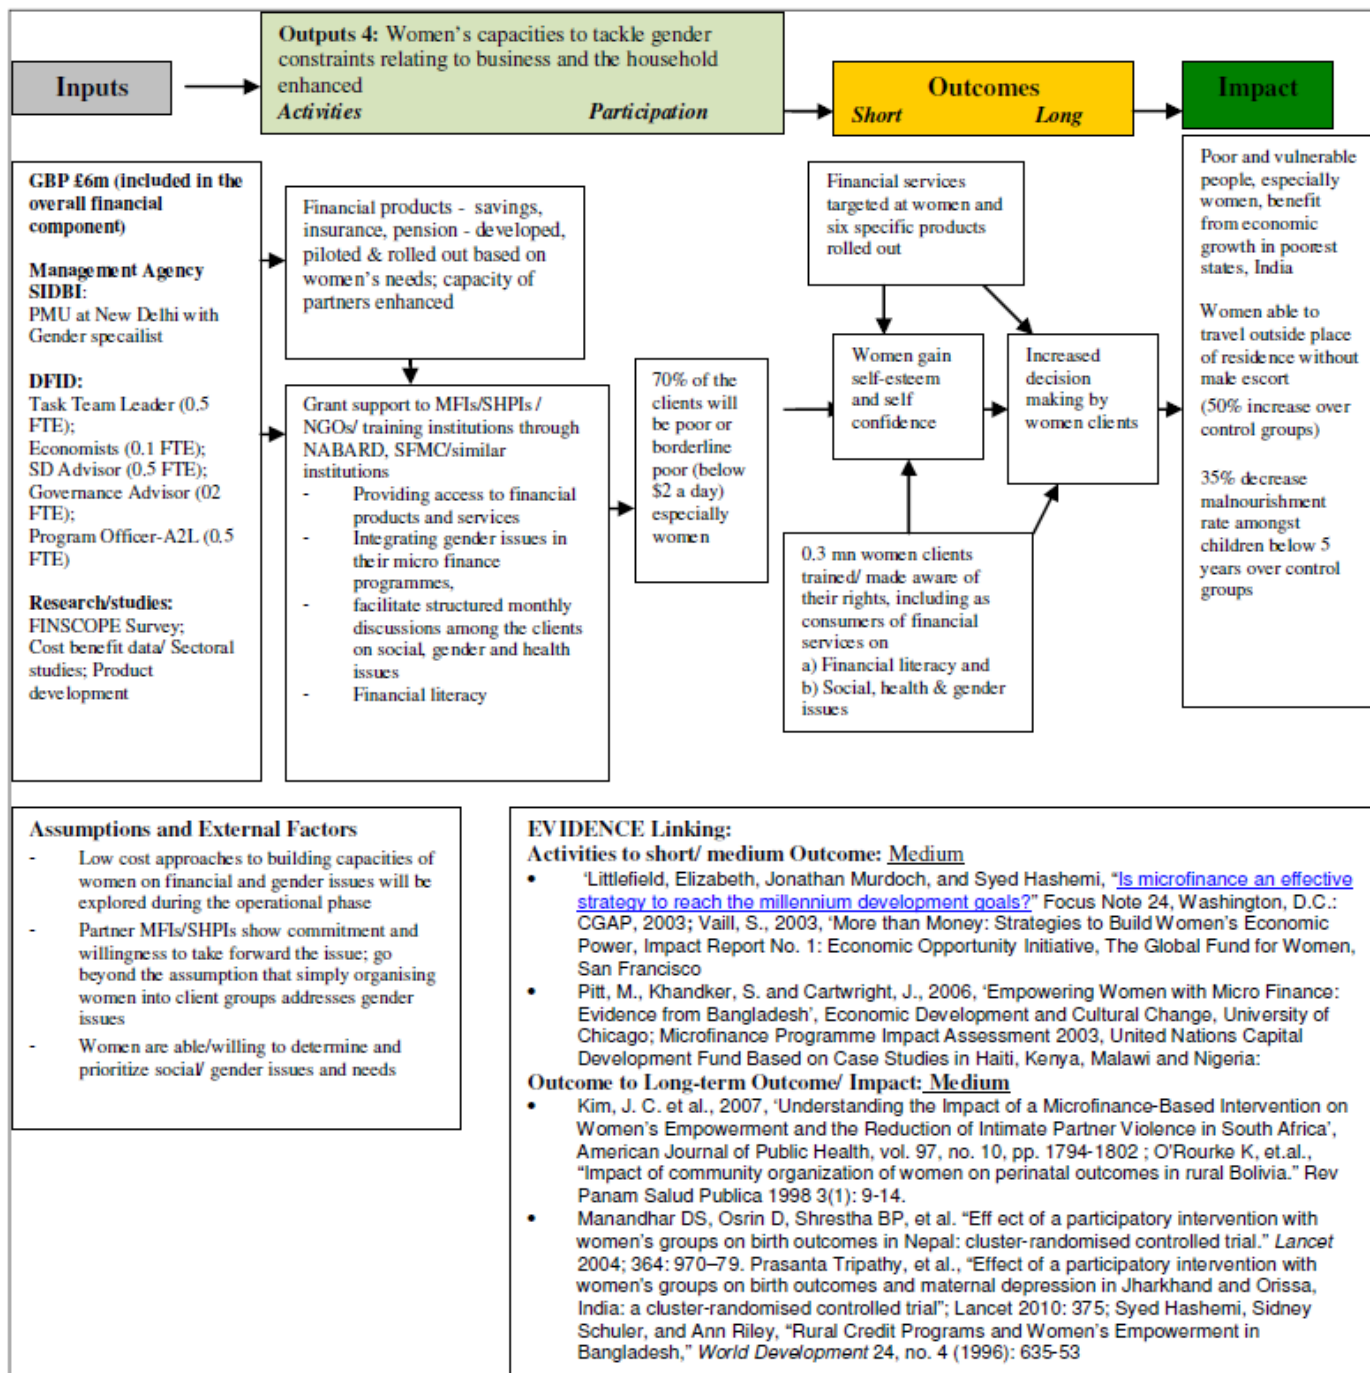 Outputs 4: Women's capacities to tackle gender
constraints relating to business and the household
enhanced
Activities Participation
Inputs
Outcomes
Short Long
Impact
GBP £6m (included in the
overall financial
component)
Management Agency
SIDBI:
PMU at New Delhi with
Gender specailist
DFID:
Task Team Leader (0.5
FTE);
Economists (0.1 FTE);
SD Advisor (0.5 FTE);
Governance Advisor (02
FTE);
Program Officer-A2L (0.5
FTE)
Research/studies:
FINSCOPE Survey;
Cost benefit data/ Sectoral
studies; Product
development
Financial products - savings,
insurance, pension - developed,
piloted & rolled out based on
women's needs; capacity of
partners enhanced
Grant support to MFIs/SHPIs /
NGOs/ training institutions through
NABARD, SFMC/similar
institutions
- Providing access to financial
products and services
- Integrating gender issues in
their micro finance
programmes,
- facilitate structured monthly
discussions among the clients
on social, gender and health
issues
- Financial literacy
70% of the
clients will
be poor or
borderline
poor (below
$2 a day)
especially
women
Financial services
targeted at women and
six specific products
rolled out
Women gain
self-esteem
and self
confidence
Increased
decision
making by
women clients
0.3 mn women clients
trained/ made aware of
their rights, including as
consumers of financial
services on
a) Financial literacy and
b) Social, health & gender
issues
Poor and vulnerable
people, especially
women, benefit
from economic
growth in poorest
states, India
Women able to
travel outside place
of residence without
male escort
(50% increase over
control groups)
35% decrease
malnourishment
rate amongst
children below 5
years over control
groups
Assumptions and External Factors
- Low cost approaches to building capacities of
women on financial and gender issues will be
explored during the operational phase
- Partner MFIs/SHPIs show commitment and
willingness to take forward the issue; go
beyond the assumption that simply organising
women into client groups addresses gender
issues
- Women are able/willing to determine and
prioritize social/ gender issues and needs
EVIDENCE Linking:
Activities to short/ medium Outcome: Medium
• 'Littlefield, Elizabeth, Jonathan Murdoch, and Syed Hashemi, "Is microfinance an effective
strategy to reach the millennium development goals?" Focus Note 24, Washington, D.C.:
CGAP, 2003; Vaill, S., 2003, 'More than Money: Strategies to Build Women's Economic
Power, Impact Report No. 1: Economic Opportunity Initiative, The Global Fund for Women,
San Francisco
• Pitt, M., Khandker, S. and Cartwright, J., 2006, 'Empowering Women with Micro Finance:
Evidence from Bangladesh', Economic Development and Cultural Change, University of
Chicago; Microfinance Programme Impact Assessment 2003, United Nations Capital
Development Fund Based on Case Studies in Haiti, Kenya, Malawi and Nigeria:
Outcome to Long-term Outcome/ Impact: Medium
• Kim, J. C. et al., 2007, 'Understanding the Impact of a Microfinance-Based Intervention on
Women's Empowerment and the Reduction of Intimate Partner Violence in South Africa',
American Journal of Public Health, vol. 97, no. 10, pp. 1794-1802 ; O'Rourke K, et.al.,
"Impact of community organization of women on perinatal outcomes in rural Bolivia." Rev
Panam Salud Publica 1998 3(1): 9-14.
• Manandhar DS, Osrin D, Shrestha BP, et al. "Eff ect of a participatory intervention with
women's groups on birth outcomes in Nepal: cluster-randomised controlled trial." Lancet
2004; 364: 970–79. Prasanta Tripathy, et al., "Effect of a participatory intervention with
women's groups on birth outcomes and maternal depression in Jharkhand and Orissa,
India: a cluster-randomised controlled trial"; Lancet 2010: 375; Syed Hashemi, Sidney
Schuler, and Ann Riley, "Rural Credit Programs and Women's Empowerment in
Bangladesh," World Development 24, no. 4 (1996): 635-53